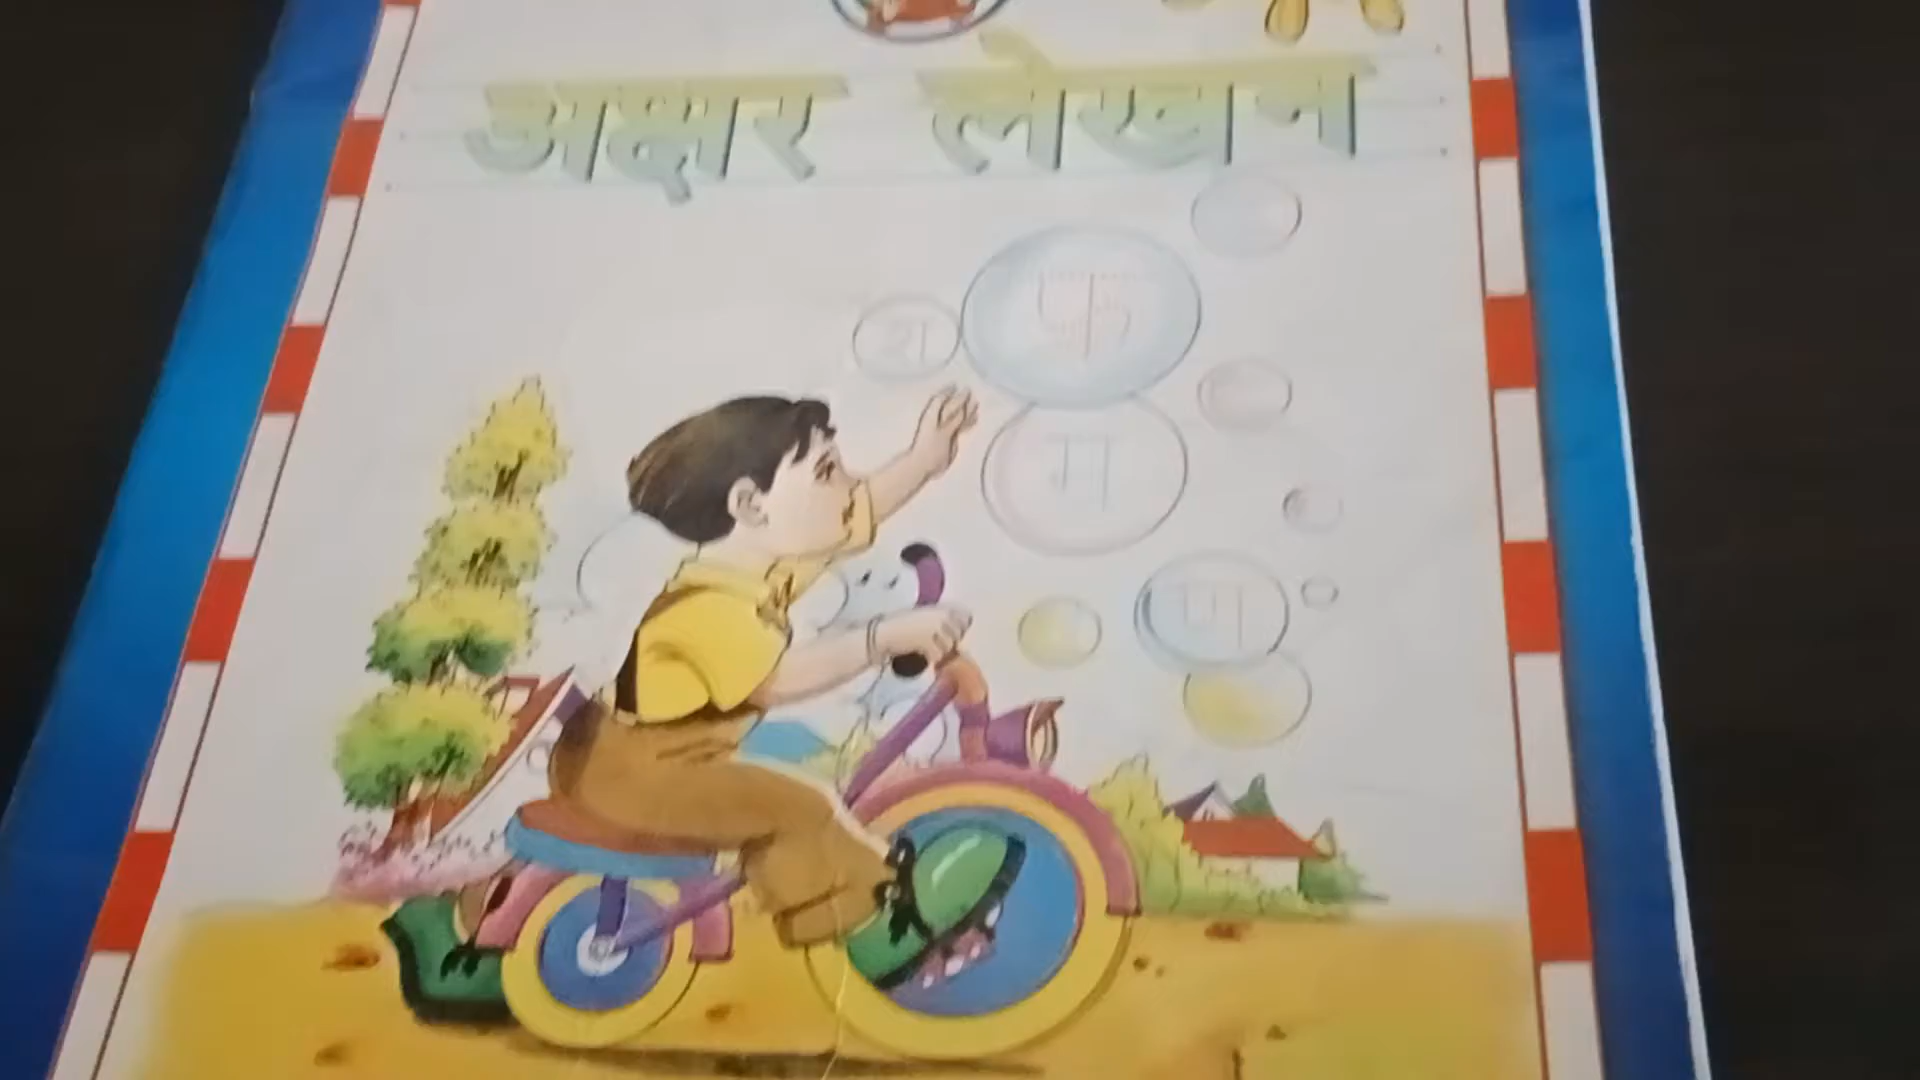 अक्षर लेखन
श
फ
ग
ण